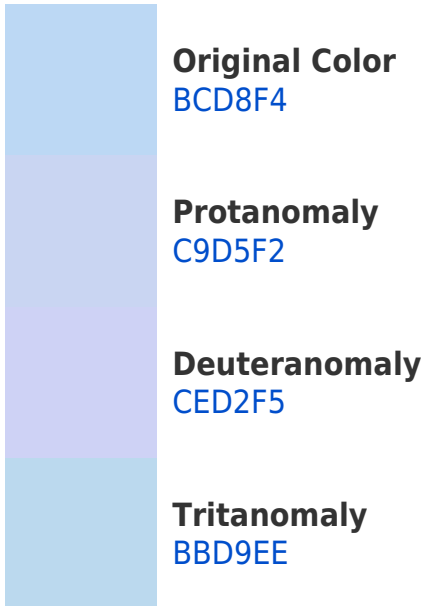 Original Color
BCD8F4
Protanomaly
C9D5F2
Deuteranomaly
CED2F5
Tritanomaly
BBD9EE